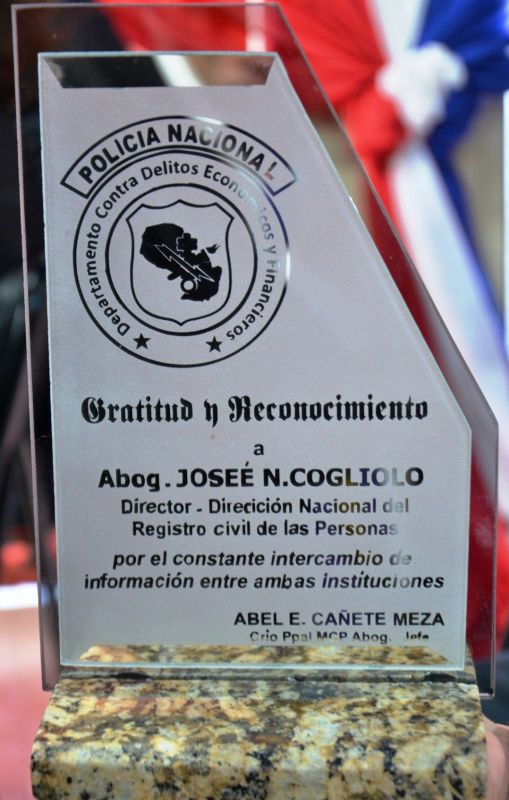 POLICIA NACIONAL
Departamento Contra Delitos Economicos y Financieros
Gratitud y Reconocimiento
a
Abog. JOSEÉ N.COGLIOLO
Director - Direcición Nacional del
Registro civil de las Personas
por el constante intercambio de
información entre ambas instituciones
ABEL E. CAÑETE MEZA
Crio Ppal MCP Abog. Jefe